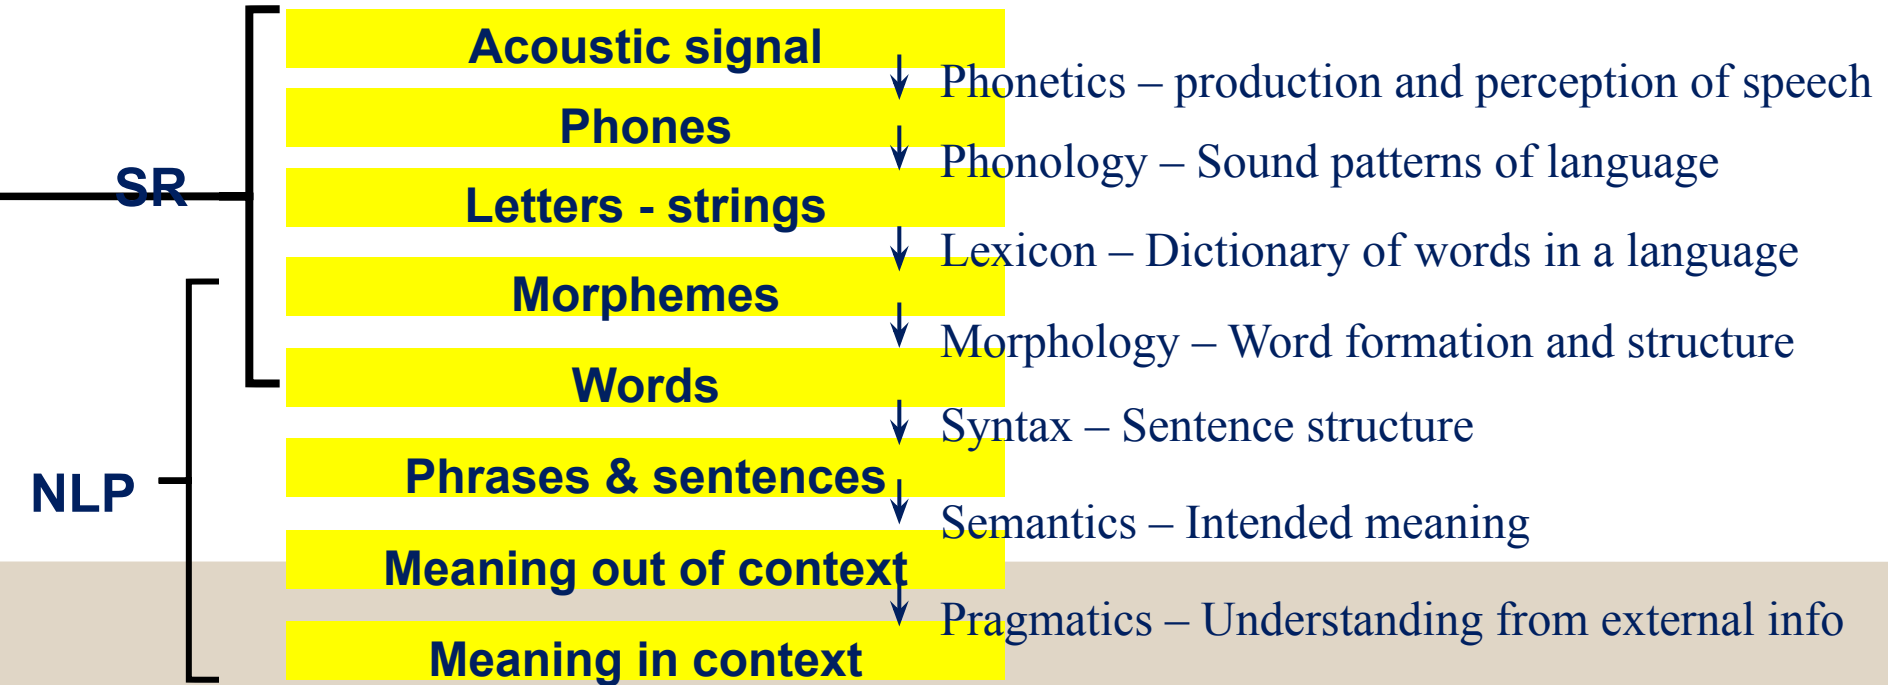 Acoustic signal
Phonetics – production and perception of speech
Phones
Phonology – Sound patterns of language
SR
Letters - strings
Lexicon – Dictionary of words in a language
Morphemes
Morphology – Word formation and structure
Words
Syntax – Sentence structure
Phrases & sentences
NLP
Semantics – Intended meaning
Meaning out of context
Pragmatics – Understanding from external info
Meaning in context